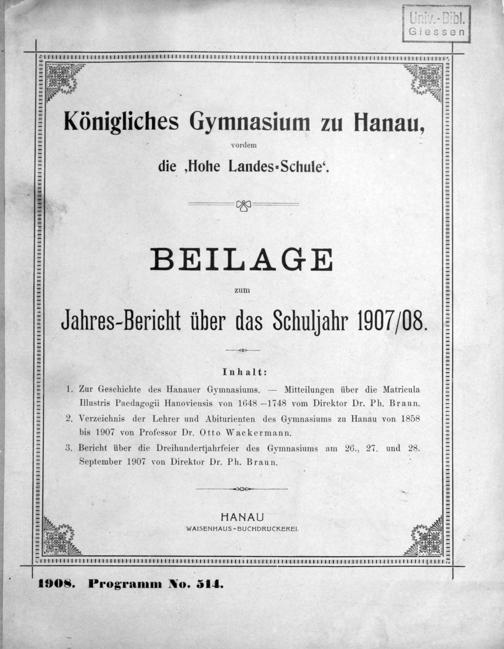 Univ.-Bibl.
Giessen
Königliches Gymnasium zu Hanau,
vordem
die ‚Hohe Landes-Schule‘.
BEILAGE
zum
Jahres-Bericht über das Schuljahr 1907/08.
Inhalt:
1. Zur Geschichte des Hanauer Gymnasiums. — Mitteilungen über die Matricula
Illustris Paedagogii Hanoviensis von 1648–1748 vom Direktor Dr. Ph. Braun.
2. Verzeichnis der Lehrer und Abiturienten des Gymnasiums zu Hanau von 1858
bis 1907 von Professor Dr. Otto Wackermann.
3. Bericht über die Dreihundertjahrfeier des Gymnasiums am 26., 27. und 28.
September 1907 von Direktor Dr. Ph. Braun.
HANAU
WAISENHAUS-BUCHDRUCKEREI.
1908. Programm No. 514.